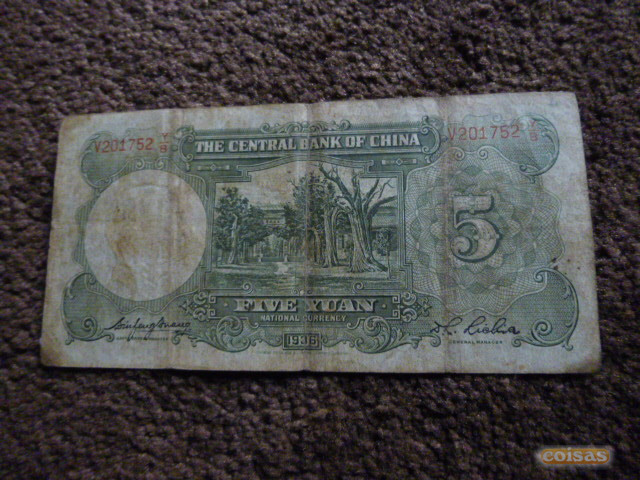 V201752 Y/S
THE CENTRAL BANK OF CHINA
V201752 Y/S
5
FIVE YUAN
NATIONAL CURRENCY
1936
GENERAL MANAGER
coisas